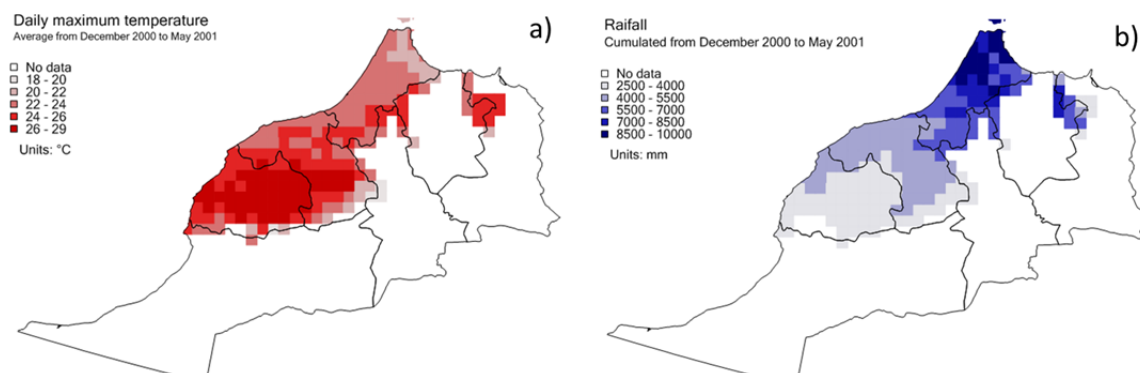 Daily maximum temperature
Average from December 2000 to May 2001
No data
18 - 20
20 - 22
22 - 24
24 - 26
26 - 29
Units: °C
a)
Raifall
Cumulated from December 2000 to May 2001
No data
2500 - 4000
4000 - 5500
5500 - 7000
7000 - 8500
8500 - 10000
Units: mm
b)